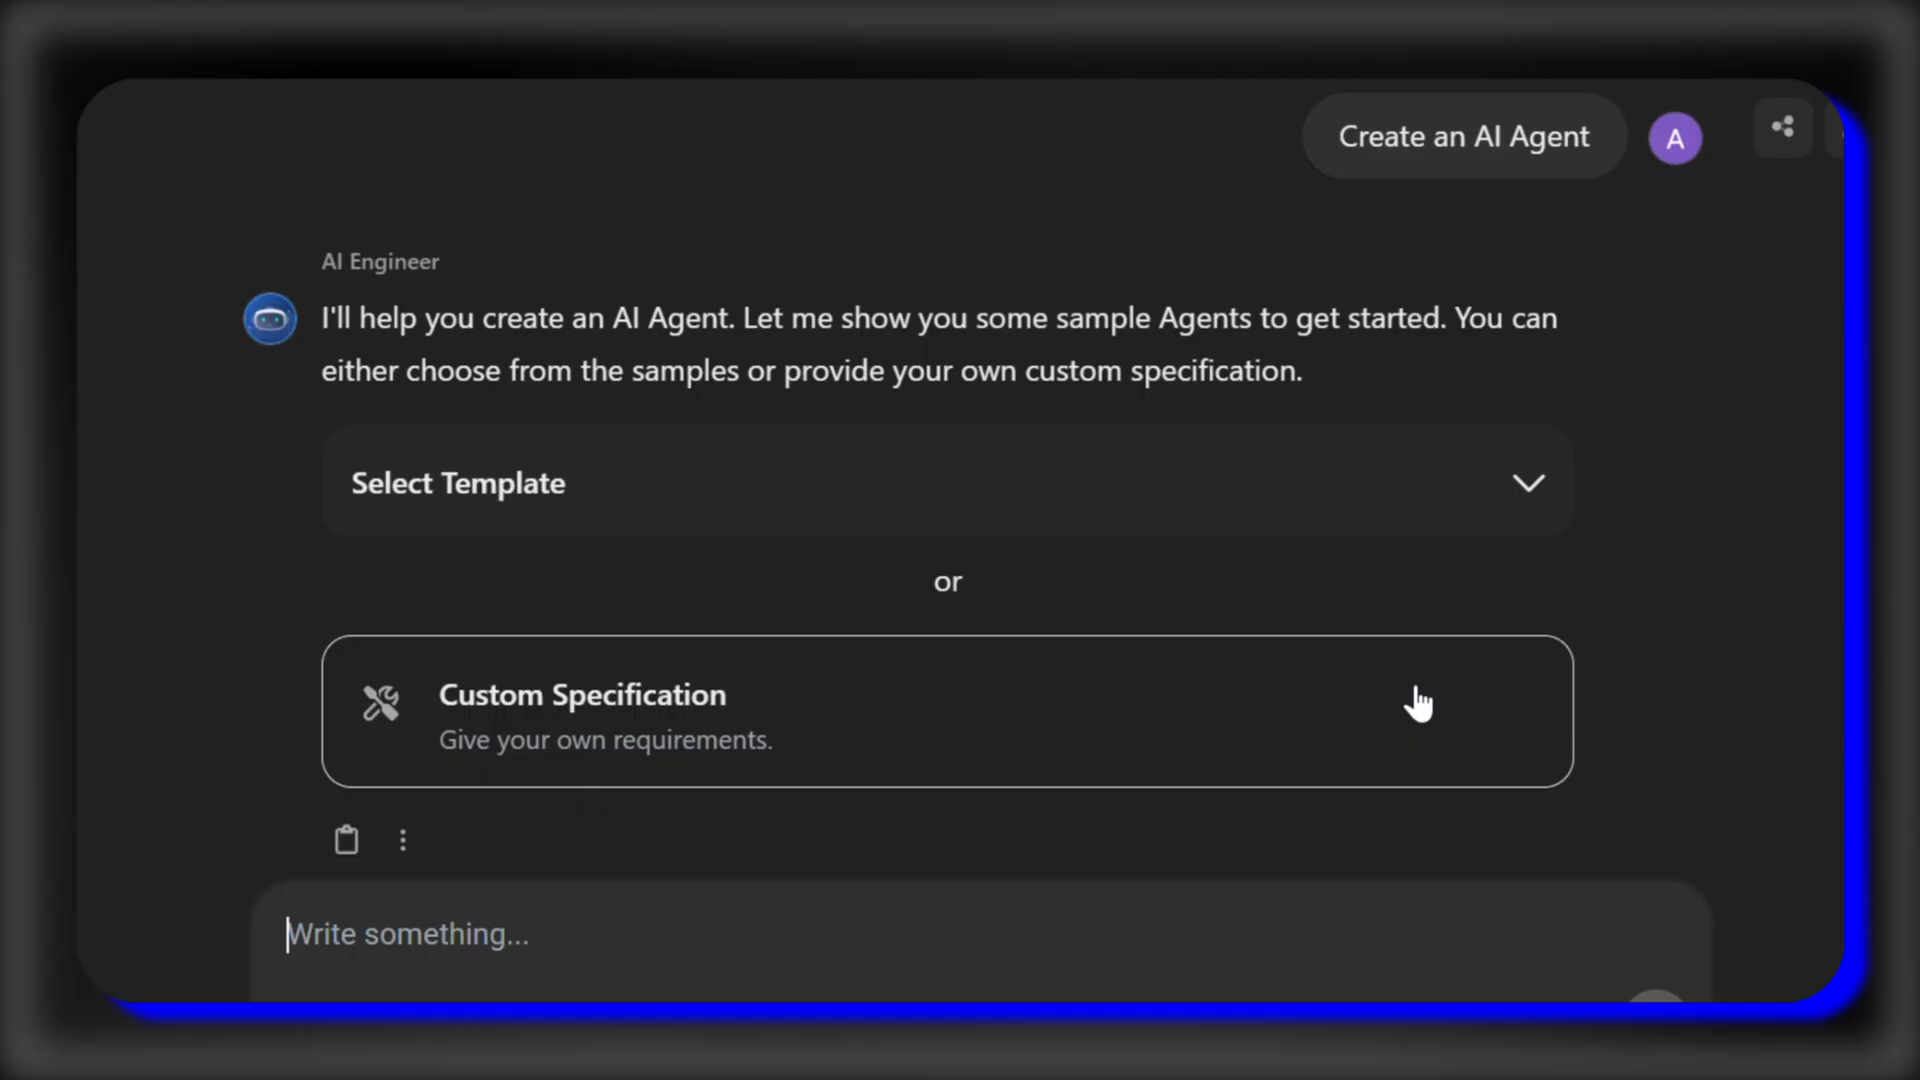 Create an AI Agent
A
AI Engineer
I'll help you create an AI Agent. Let me show you some sample Agents to get started. You can
either choose from the samples or provide your own custom specification.
Select Template
or
Custom Specification
Give your own requirements.
Write something...